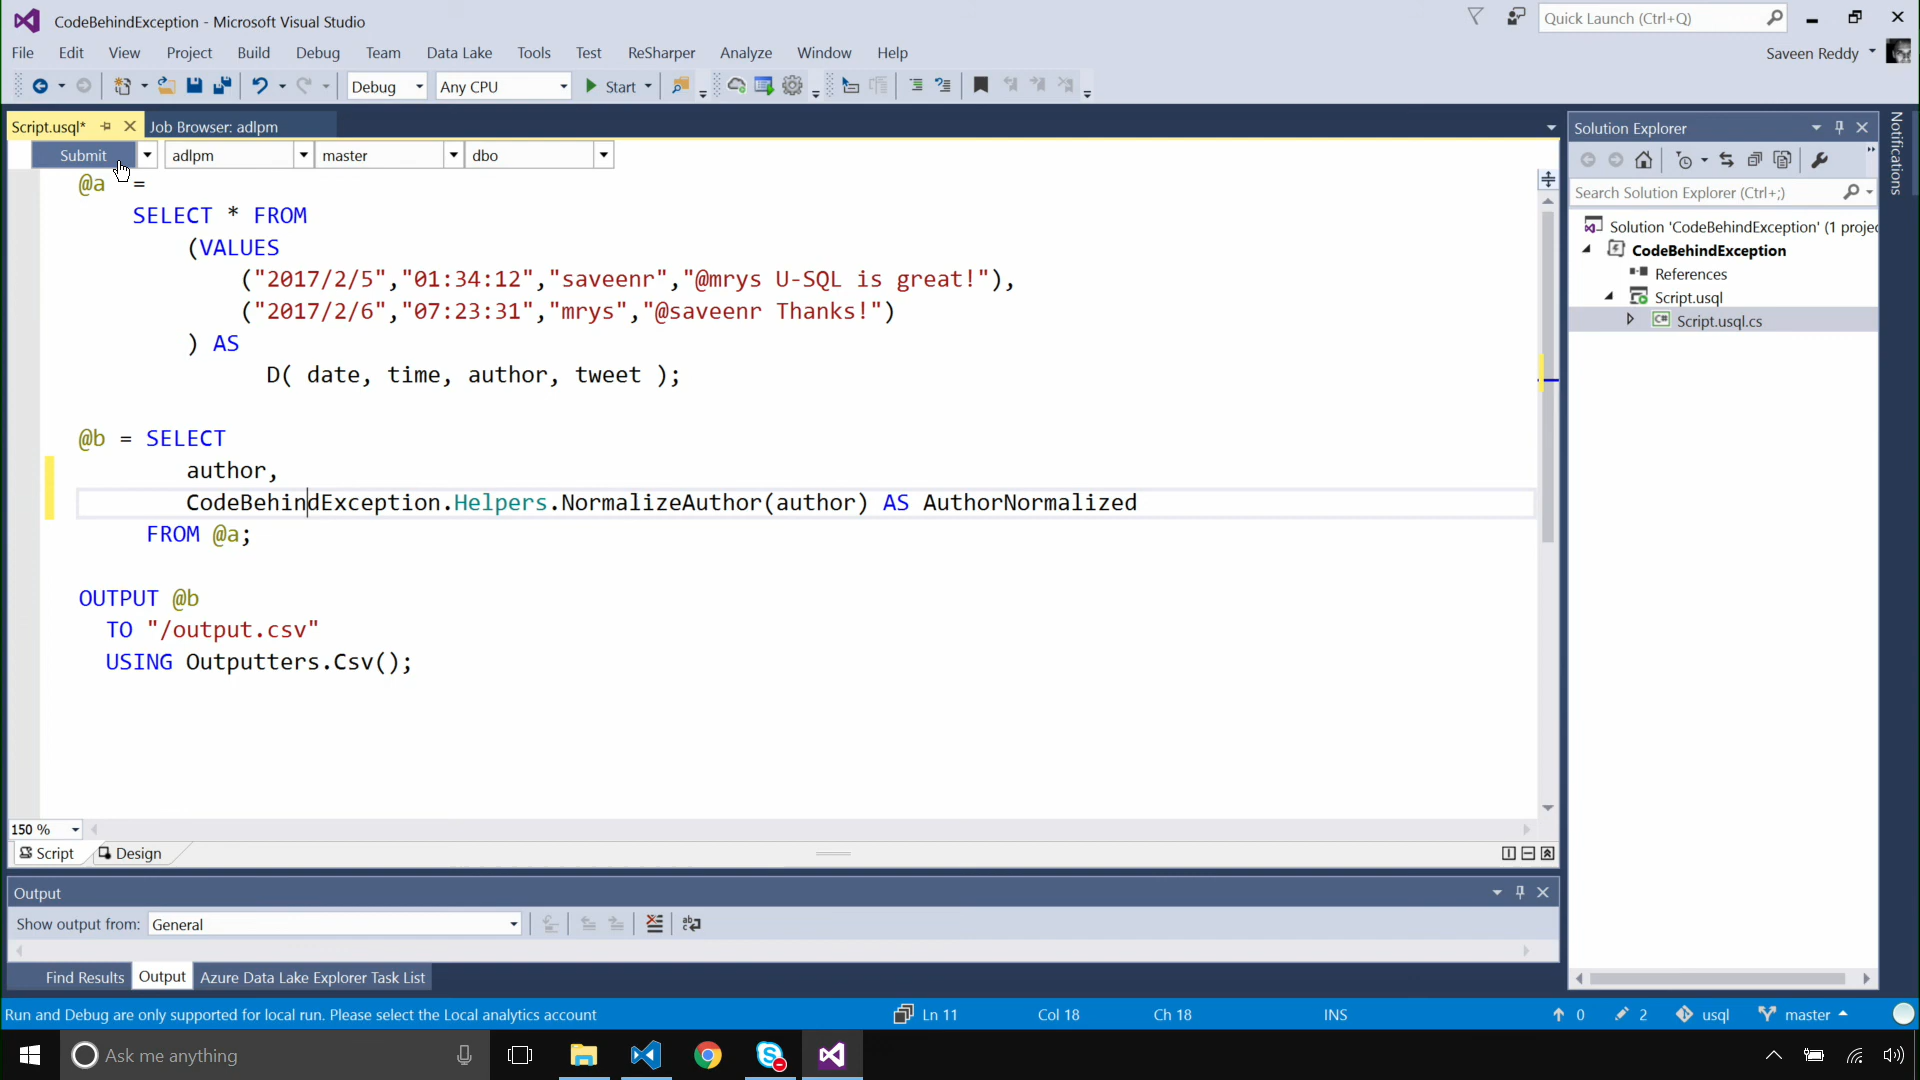 CodeBehindException - Microsoft Visual Studio
Quick Launch (Ctrl+Q)
File Edit View Project Build Debug Team Data Lake Tools Test ReSharper Analyze Window Help
Saveen Reddy
Debug Any CPU Start
Script.usql* Job Browser: adlpm
Submit adlpm master dbo
@a =
SELECT * FROM
(VALUES
("2017/2/5","01:34:12","saveenr","@mrys U-SQL is great!"),
("2017/2/6","07:23:31","mrys","@saveenr Thanks!")
) AS
D( date, time, author, tweet );
@b = SELECT
author,
CodeBehindException.Helpers.NormalizeAuthor(author) AS AuthorNormalized
FROM @a;
OUTPUT @b
TO "/output.csv"
USING Outputters.Csv();
150 %
Script Design
Output
Show output from: General
Find Results Output Azure Data Lake Explorer Task List
Solution Explorer
Search Solution Explorer (Ctrl+;)
Solution 'CodeBehindException' (1 projec
CodeBehindException
References
Script.usql
C# Script.usql.cs
Notifications
Run and Debug are only supported for local run. Please select the Local analytics account Ln 11 Col 18 Ch 18 INS 0 2 usql master
Ask me anything